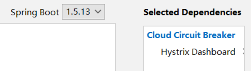 Spring Boot 1.5.13
Selected Dependencies
Cloud Circuit Breaker
Hystrix Dashboard